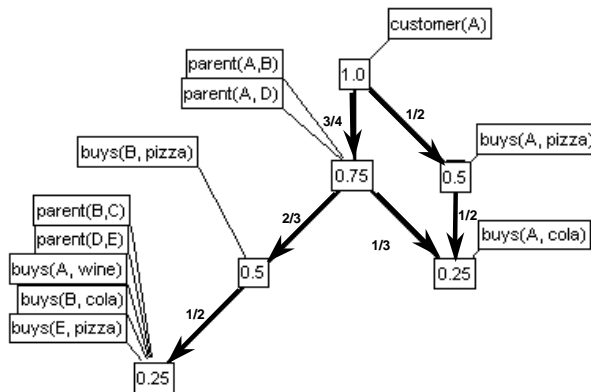 customer(A)
parent(A,B)
1.0
parent(A, D)
3/4
1/2
buys(B, pizza)
buys(A, pizza)
0.75
0.5
parent(B,C)
2/3
1/2
parent(D,E)
1/3
buys(A, cola)
buys(A, wine)
0.5
0.25
buys(B, cola)
1/2
buys(E, pizza)
0.25